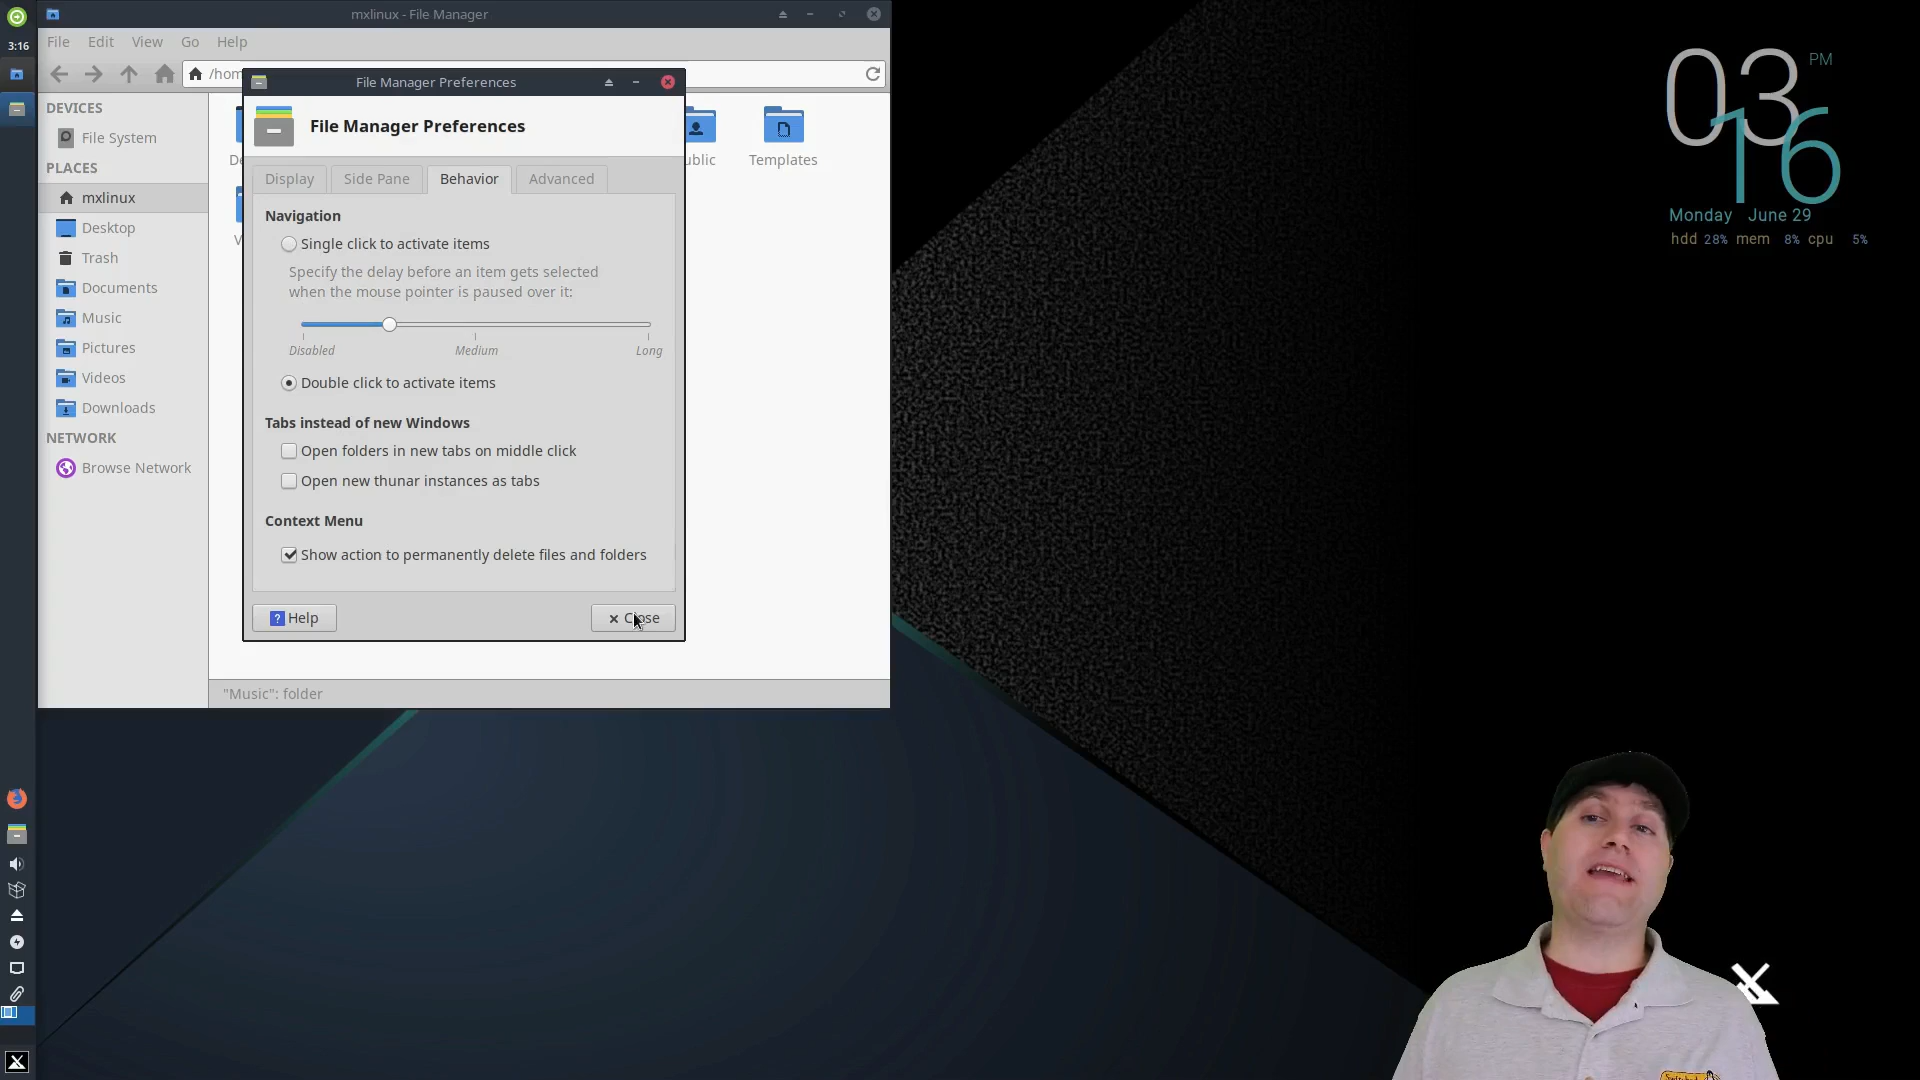 3:16
mxlinux - File Manager
File Edit View Go Help
/hom
DEVICES
File System
PLACES
mxlinux
Desktop
Trash
Documents
Music
Pictures
Videos
Downloads
NETWORK
Browse Network
De
V
ublic
Templates
"Music": folder
File Manager Preferences
File Manager Preferences
Display Side Pane Behavior Advanced
Navigation
Single click to activate items
Specify the delay before an item gets selected
when the mouse pointer is paused over it:
Disabled Medium Long
Double click to activate items
Tabs instead of new Windows
Open folders in new tabs on middle click
Open new thunar instances as tabs
Context Menu
Show action to permanently delete files and folders
Help Close
03 PM
16
Monday June 29
hdd 28% mem 8% cpu 5%